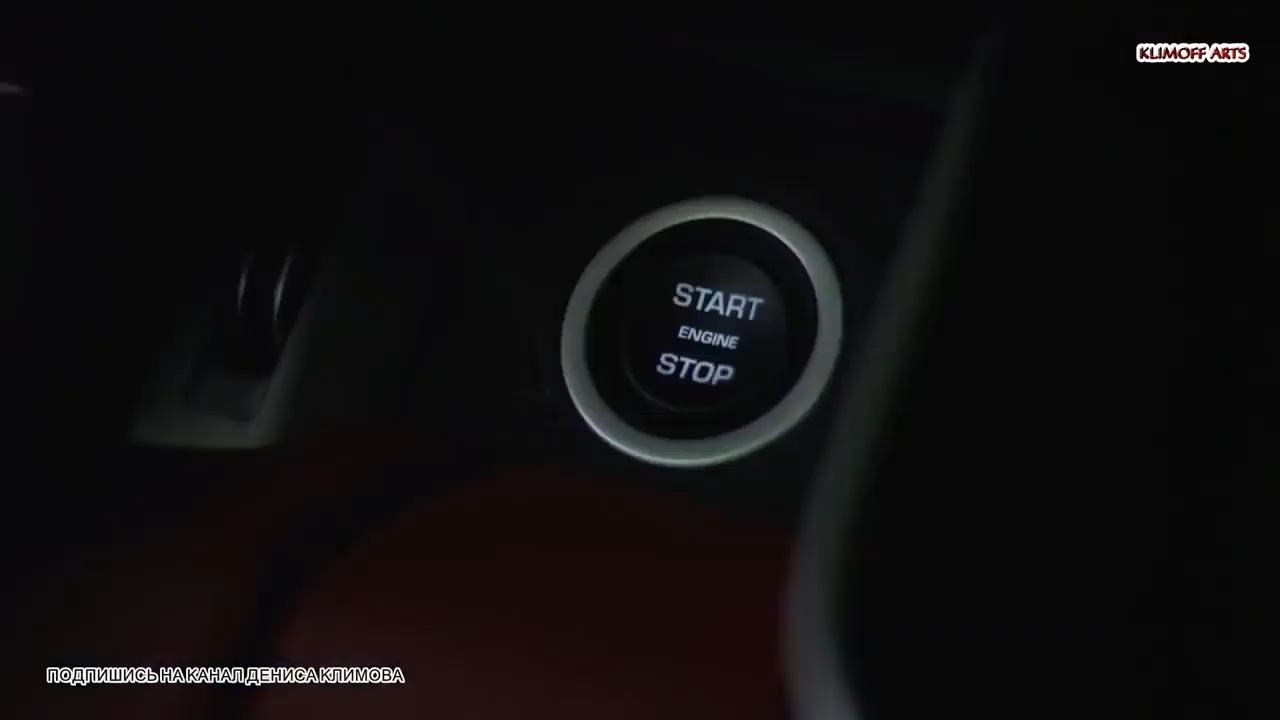 KLIMOFF ARTS
START
ENGINE
STOP
ПОДПИШИСЬ НА КАНАЛ ДЕНИСА КЛИМОВА